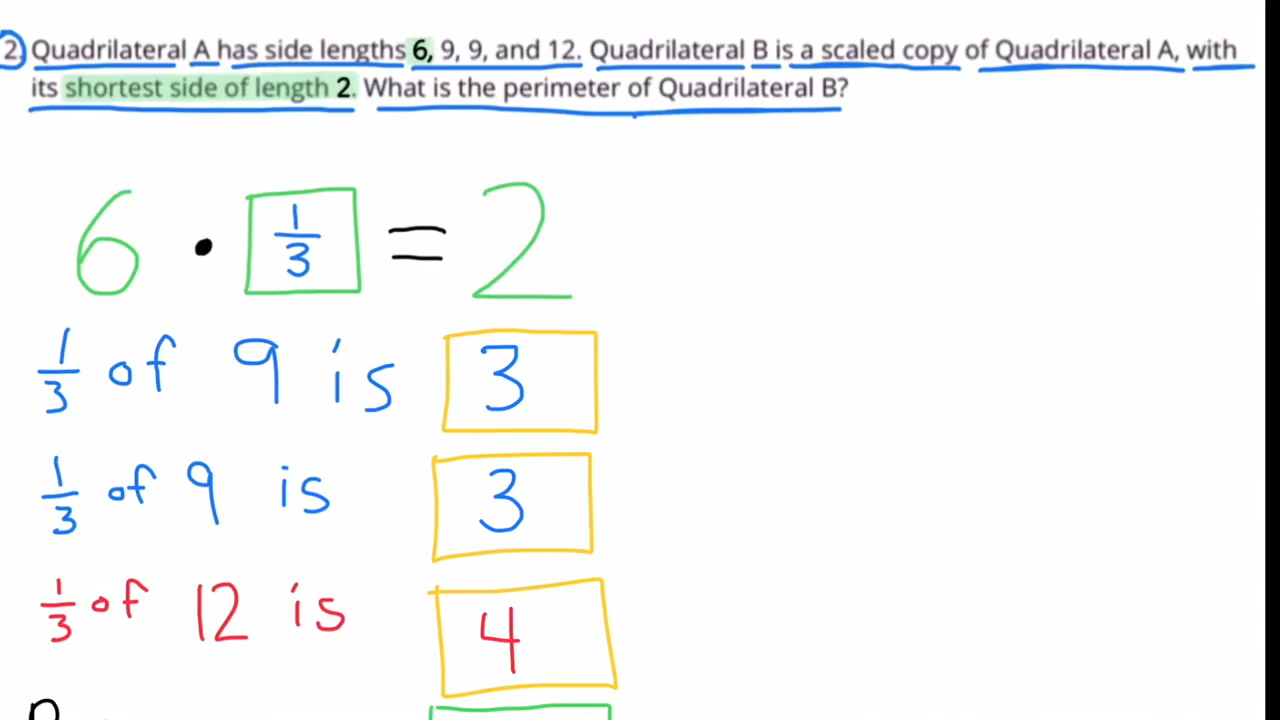 2 Quadrilateral A has side lengths 6, 9, 9, and 12. Quadrilateral B is a scaled copy of Quadrilateral A, with
its shortest side of length 2. What is the perimeter of Quadrilateral B?
6 · 1/3 = 2
1/3 of 9 is 3
1/3 of 9 is 3
1/3 of 12 is 4